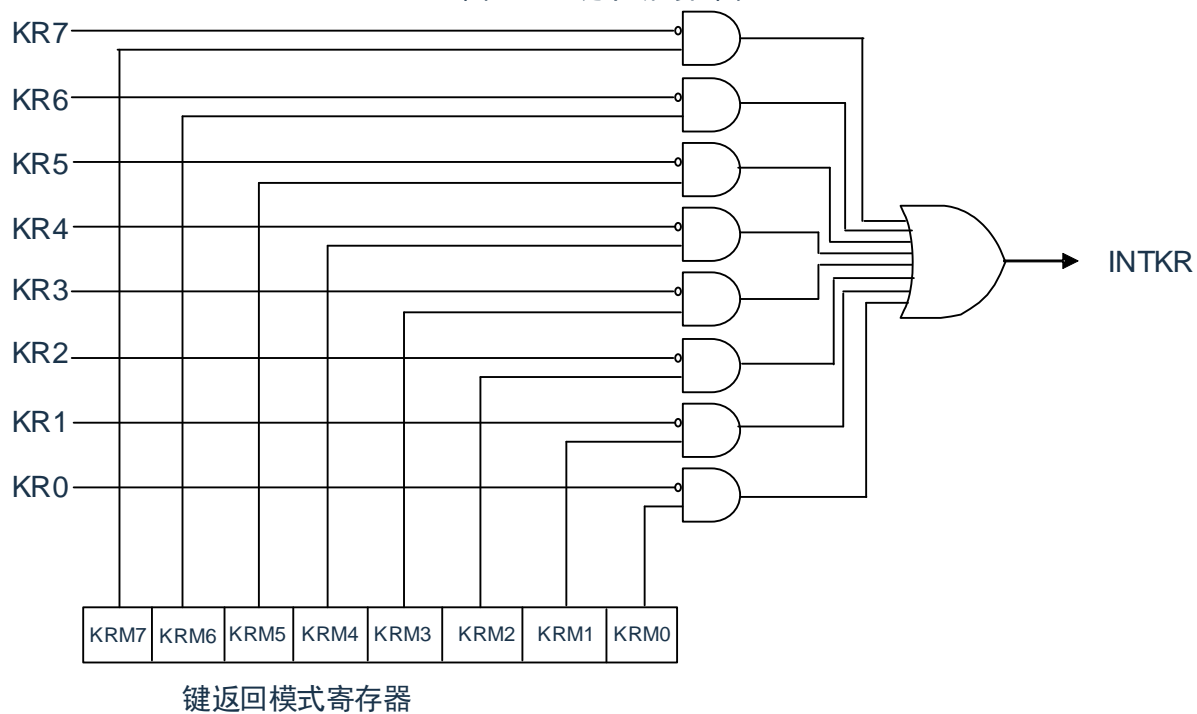 KR7
KR6
KR5
KR4
KR3
KR2
KR1
KR0
INTKR
KRM7 KRM6 KRM5 KRM4 KRM3 KRM2 KRM1 KRM0
键返回模式寄存器